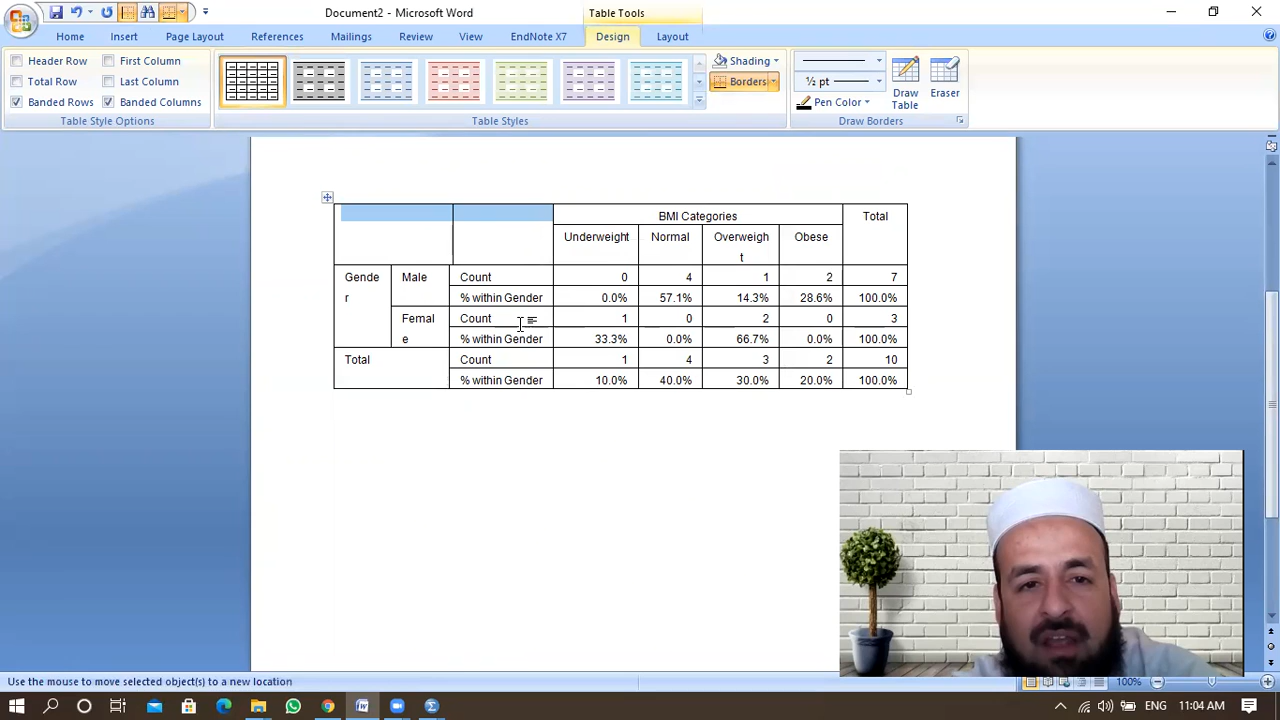 Document2 - Microsoft Word
Table Tools
Home Insert Page Layout References Mailings Review View EndNote X7 Design Layout
Header Row First Column
Total Row Last Column
Banded Rows Banded Columns
Table Style Options
Table Styles
Shading
Borders
½ pt
Pen Color
Draw Table
Eraser
Draw Borders
BMI Categories Total
Underweight Normal Overweigh Obese
t
Gende Male Count 0 4 1 2 7
r % within Gender 0.0% 57.1% 14.3% 28.6% 100.0%
Femal Count 1 0 2 0 3
e % within Gender 33.3% 0.0% 66.7% 0.0% 100.0%
Total Count 1 4 3 2 10
% within Gender 10.0% 40.0% 30.0% 20.0% 100.0%
Use the mouse to move selected object(s) to a new location
100%
ENG 11:04 AM